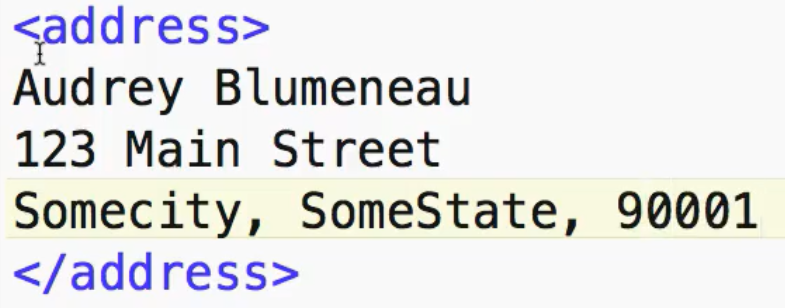 <address>
Audrey Blumeneau
123 Main Street
Somecity, SomeState, 90001
</address>